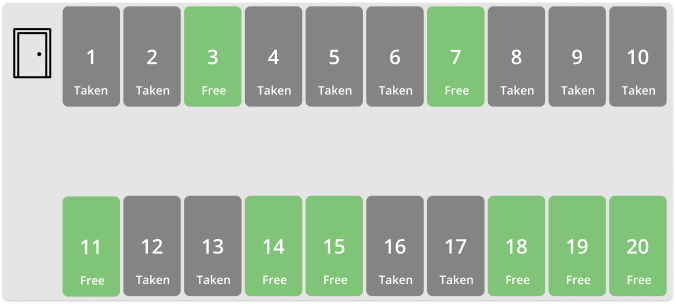 1 2 3 4 5 6 7 8 9 10
Taken Taken Free Taken Taken Taken Free Taken Taken Taken
11 12 13 14 15 16 17 18 19 20
Free Taken Taken Free Free Taken Taken Free Free Free